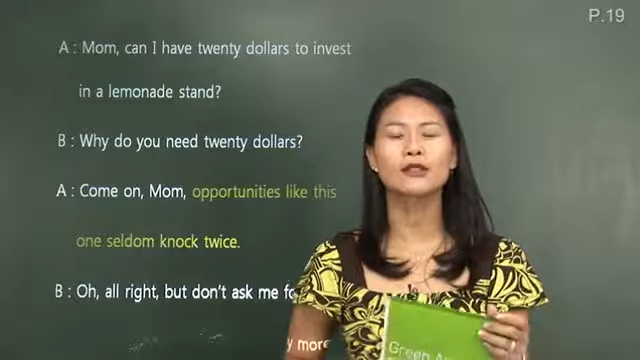 P.19
A : Mom, can I have twenty dollars to invest
in a lemonade stand?
B : Why do you need twenty dollars?
A : Come on, Mom, opportunities like this
one seldom knock twice.
B : Oh, all right, but don't ask me
more
Green